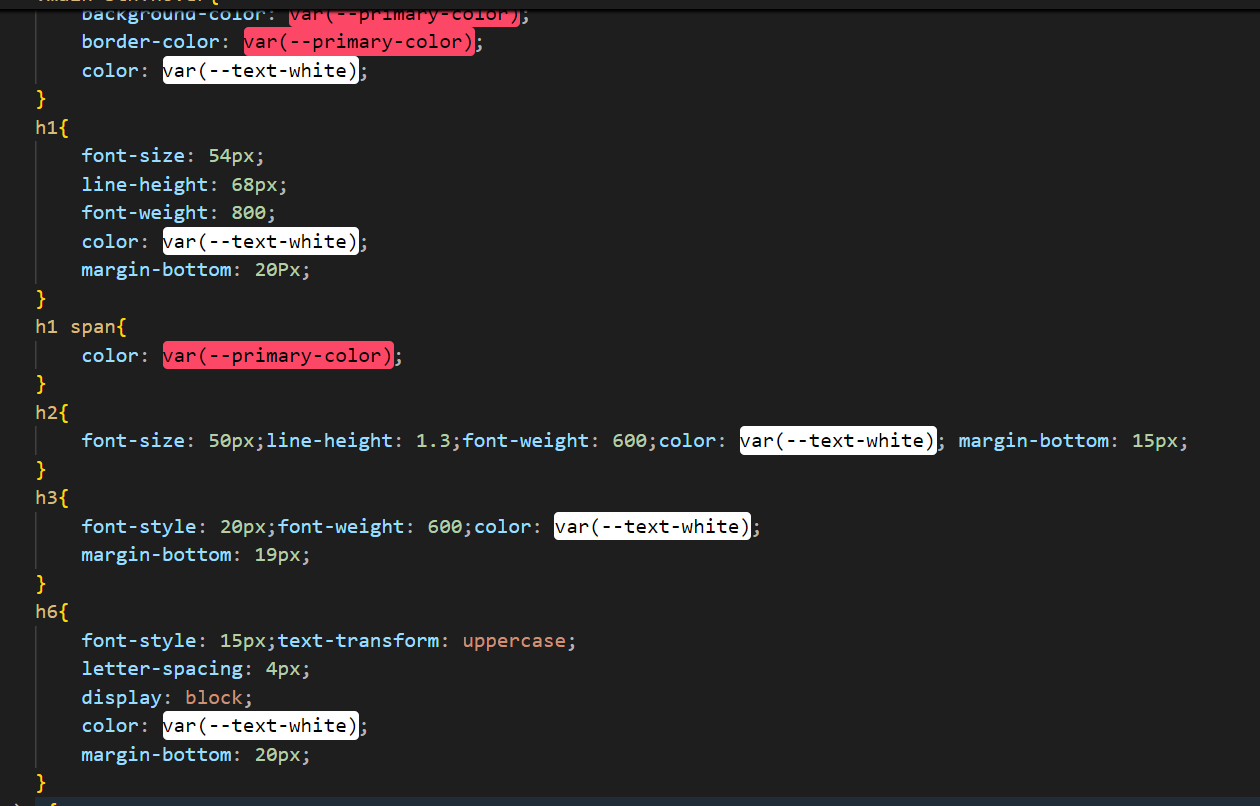 background-color: var(--primary-color);
border-color: var(--primary-color);
color: var(--text-white);
}
h1{
font-size: 54px;
line-height: 68px;
font-weight: 800;
color: var(--text-white);
margin-bottom: 20Px;
}
h1 span{
color: var(--primary-color);
}
h2{
font-size: 50px;line-height: 1.3;font-weight: 600;color: var(--text-white); margin-bottom: 15px;
}
h3{
font-style: 20px;font-weight: 600;color: var(--text-white);
margin-bottom: 19px;
}
h6{
font-style: 15px;text-transform: uppercase;
letter-spacing: 4px;
display: block;
color: var(--text-white);
margin-bottom: 20px;
}